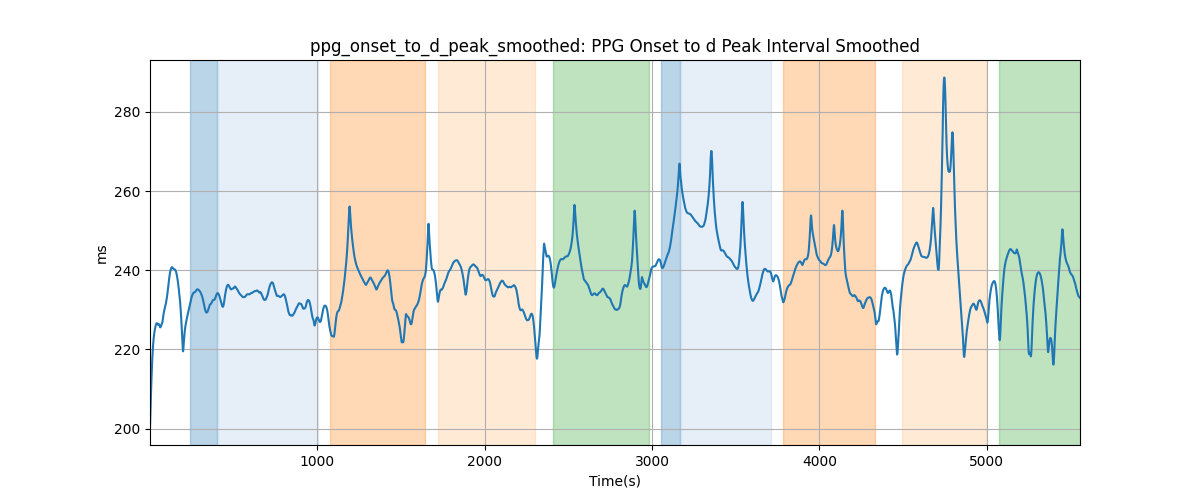 ppg_onset_to_d_peak_smoothed: PPG Onset to d Peak Interval Smoothed
280
260
240
220
200
ms
1000 2000 3000 4000 5000
Time(s)